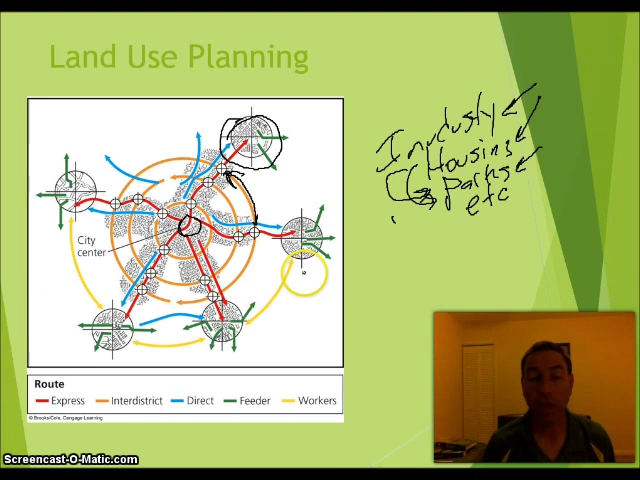 Land Use Planning
Industry
Housing
Parks
etc
City
center
Route
Express Interdistrict Direct Feeder Workers
© Brooks/Cole, Cengage Learning
Screencast-O-Matic.com